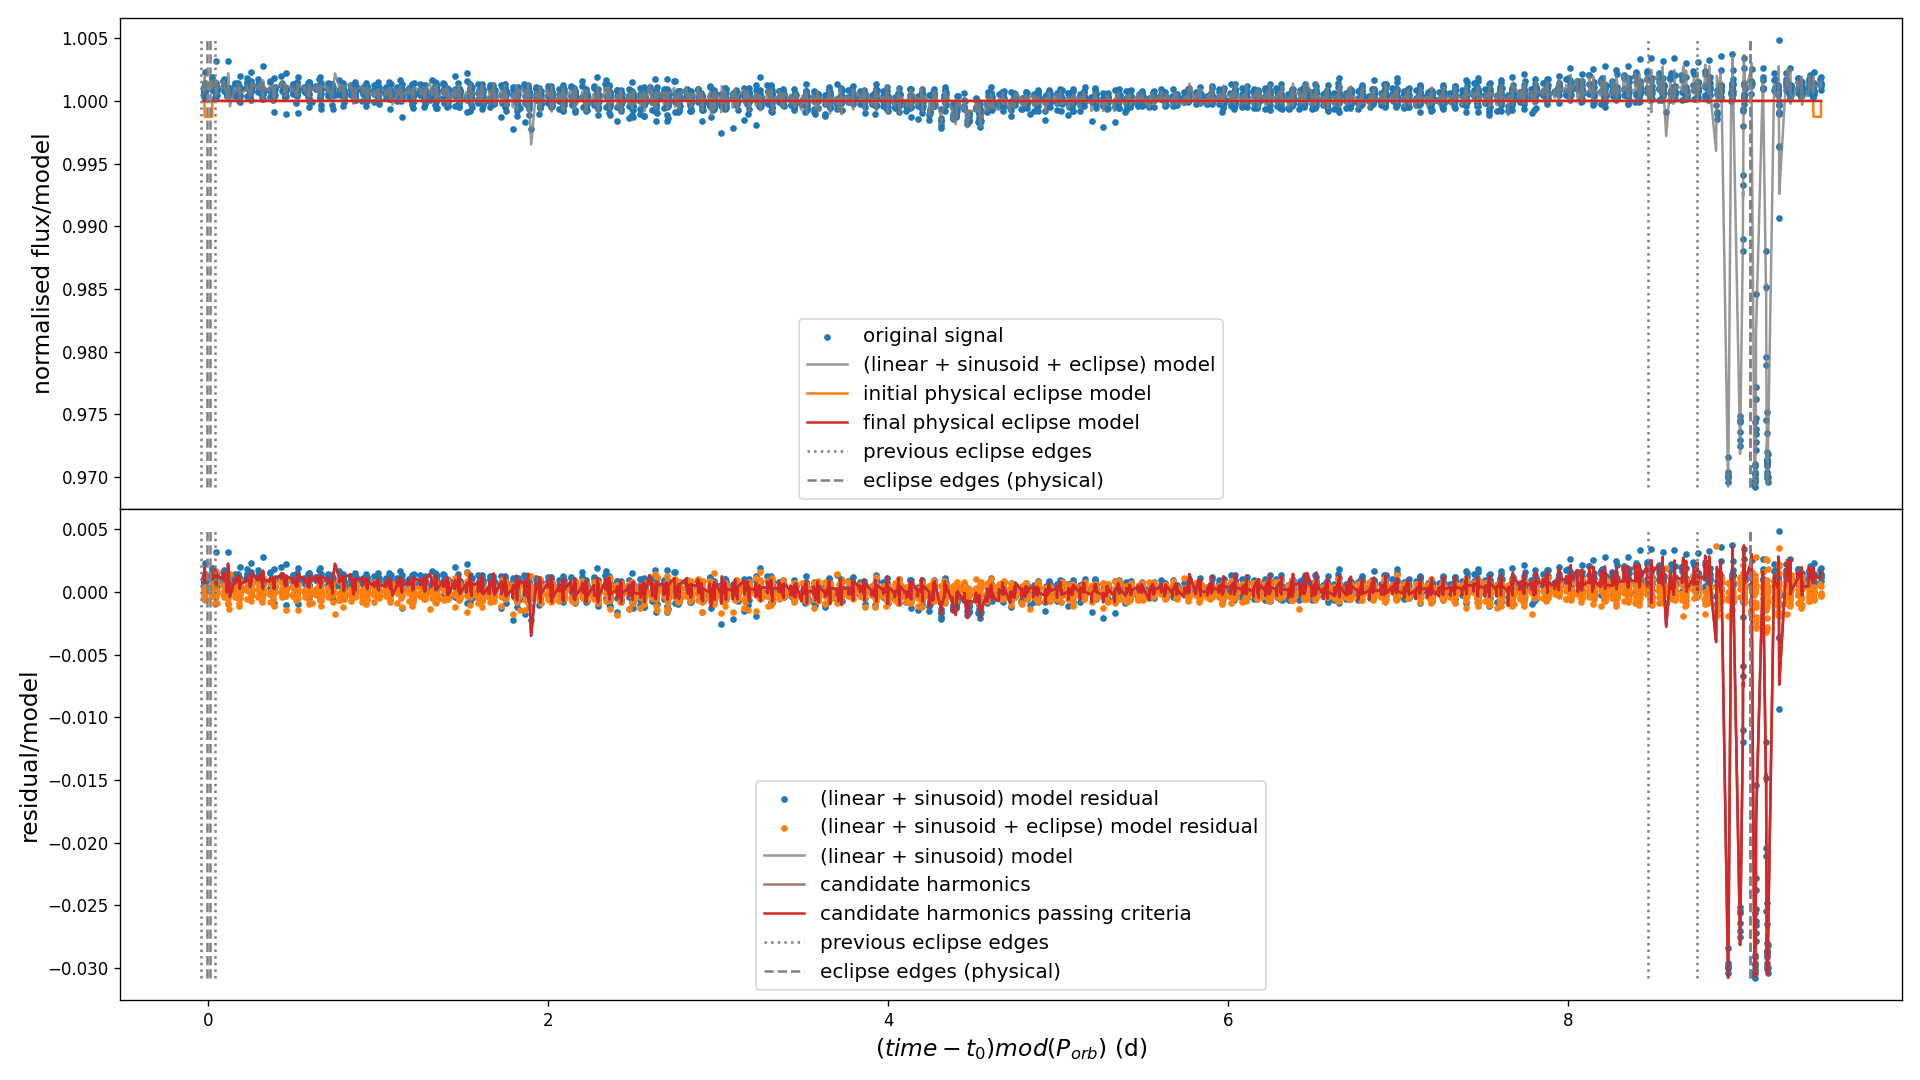 1.005
1.000
0.995
0.990
0.985
0.980
0.975
0.970
normalised flux/model
original signal
(linear + sinusoid + eclipse) model
initial physical eclipse model
final physical eclipse model
previous eclipse edges
eclipse edges (physical)
0.005
0.000
−0.005
−0.010
−0.015
−0.020
−0.025
−0.030
residual/model
(linear + sinusoid) model residual
(linear + sinusoid + eclipse) model residual
(linear + sinusoid) model
candidate harmonics
candidate harmonics passing criteria
previous eclipse edges
eclipse edges (physical)
0 2 4 6 8
(time − t₀)mod(P_orb) (d)